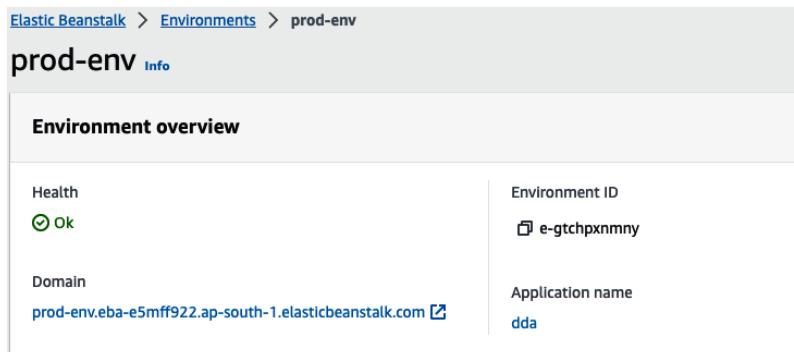 Elastic Beanstalk > Environments > prod-env
prod-env Info
Environment overview
Health
Ok
Domain
prod-env.eba-e5mff922.ap-south-1.elasticbeanstalk.com
Environment ID
e-gtchpxnmny
Application name
dda